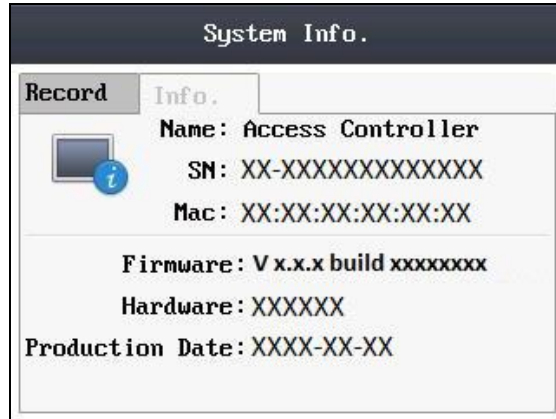 System Info.
Record Info.
Name: Access Controller
SN: XX-XXXXXXXXXXXXX
Mac: XX:XX:XX:XX:XX:XX
Firmware: V x.x.x build xxxxxxxx
Hardware: XXXXXX
Production Date: XXXX-XX-XX